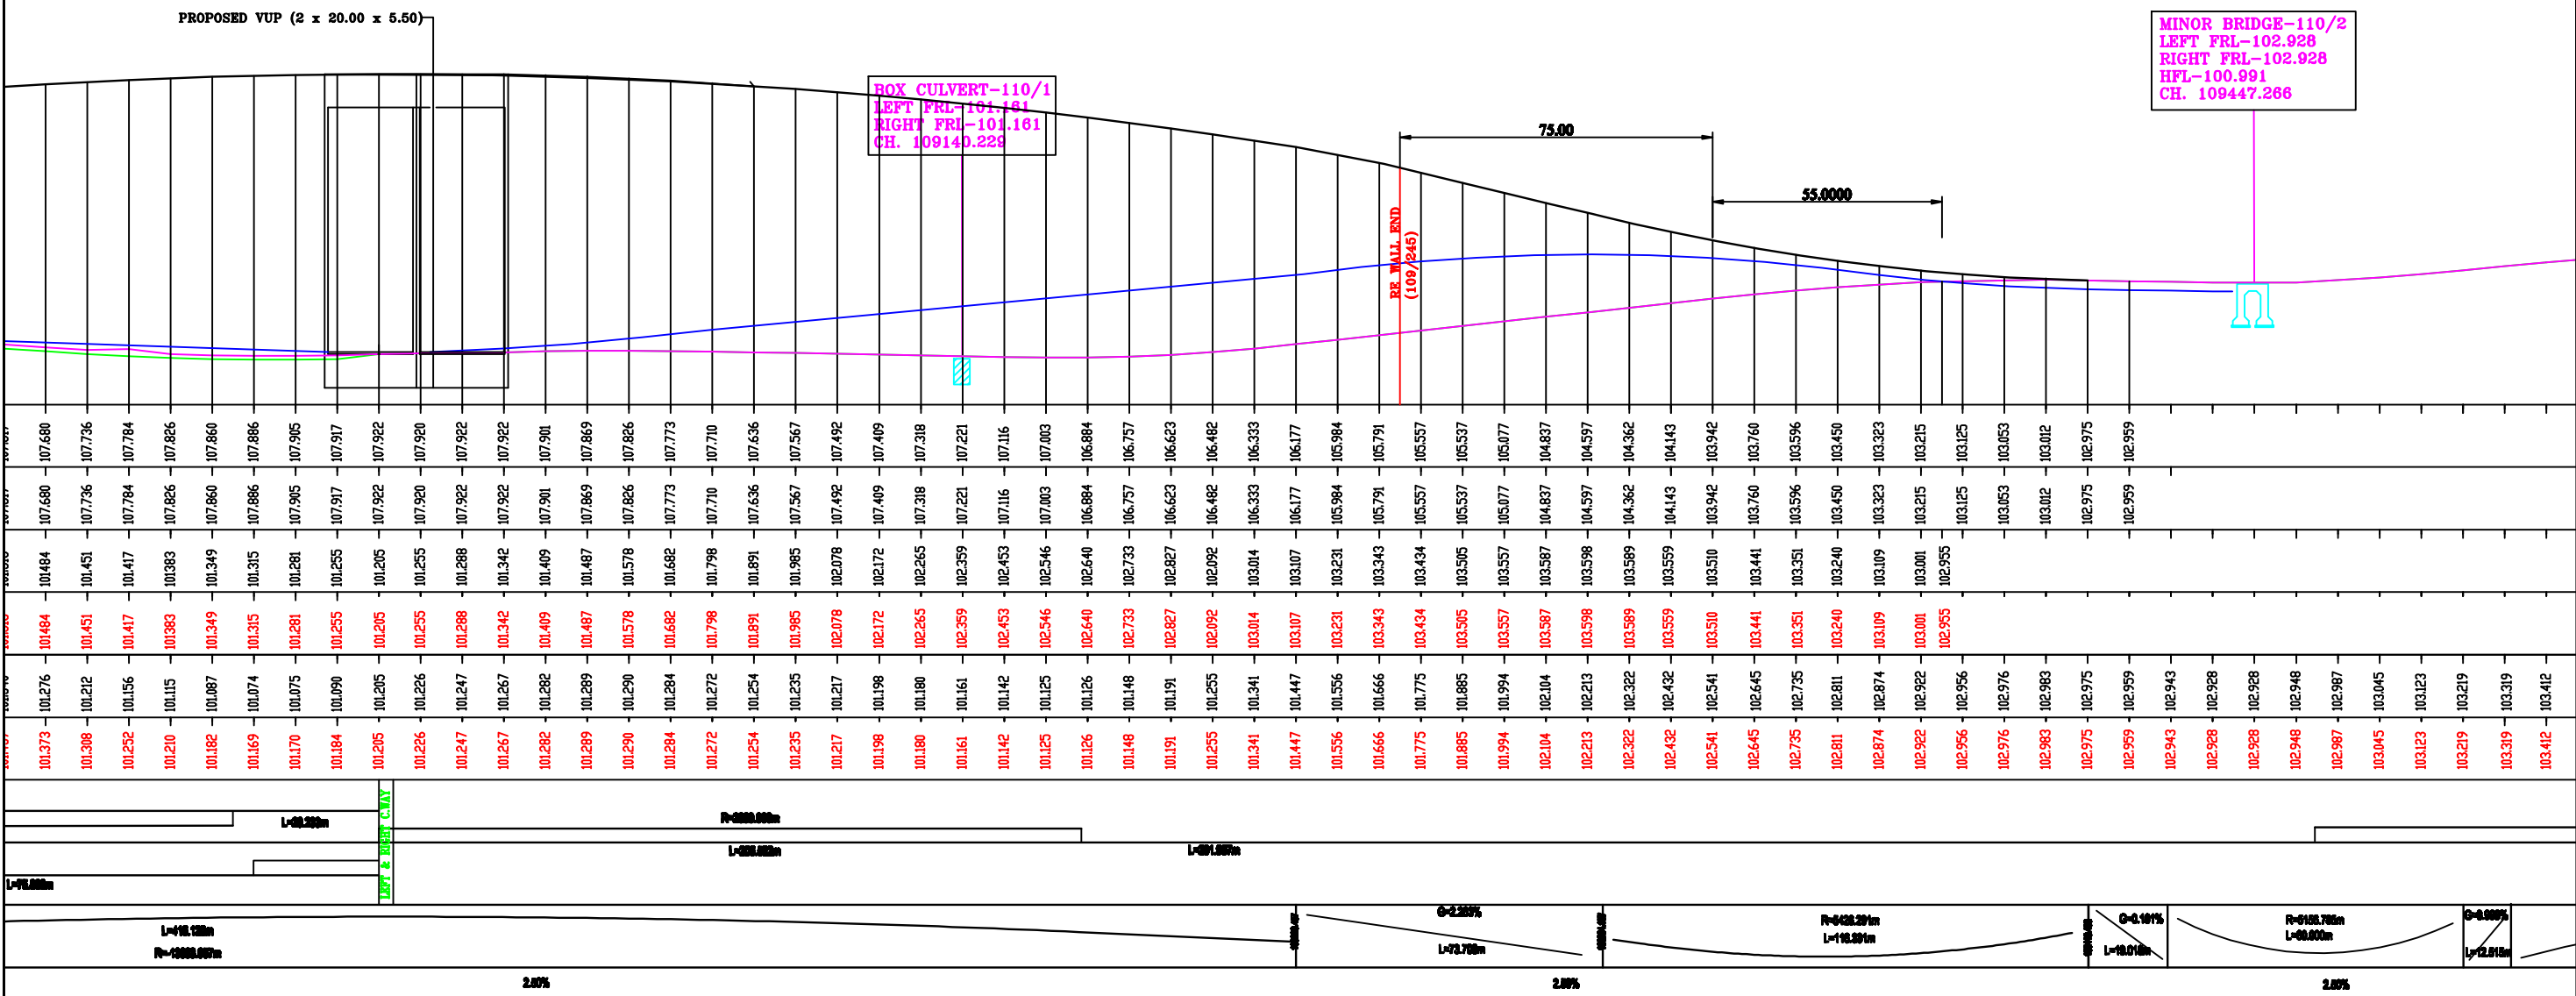 PROPOSED VUP (2 x 20.00 x 5.50)
BOX CULVERT-110/1
LEFT FRL-101.161
RIGHT FRL-101.161
CH. 109140.229
75.00
55.0000
MINOR BRIDGE-110/2
LEFT FRL-102.928
RIGHT FRL-102.928
HFL-100.991
CH. 109447.266
RE WALL END
(109/245)
107.680 107.736 107.784 107.826 107.860 107.886 107.905 107.917 107.922 107.920 107.922 107.922 107.901 107.869 107.826 107.773 107.710 107.636 107.567 107.492 107.409 107.318 107.221 107.116 107.003 106.884 106.757 106.623 106.482 106.333 106.177 105.984 105.791 105.557 105.537 105.077 104.837 104.597 104.362 104.143 103.942 103.760 103.596 103.450 103.323 103.215 103.125 103.053 103.012 102.975 102.959
107.680 107.736 107.784 107.826 107.860 107.886 107.905 107.917 107.922 107.920 107.922 107.922 107.901 107.869 107.826 107.773 107.710 107.636 107.567 107.492 107.409 107.318 107.221 107.116 107.003 106.884 106.757 106.623 106.482 106.333 106.177 105.984 105.791 105.557 105.537 105.077 104.837 104.597 104.362 104.143 103.942 103.760 103.596 103.450 103.323 103.215 103.125 103.053 103.012 102.975 102.959
101.484 101.451 101.417 101.383 101.349 101.315 101.281 101.255 101.205 101.255 101.288 101.342 101.409 101.487 101.578 101.682 101.798 101.891 101.985 102.078 102.172 102.265 102.359 102.453 102.546 102.640 102.733 102.827 102.092 103.014 103.107 103.231 103.343 103.434 103.505 103.557 103.587 103.598 103.589 103.559 103.510 103.441 103.351 103.240 103.109 103.001 102.955
101.484 101.451 101.417 101.383 101.349 101.315 101.281 101.255 101.205 101.255 101.288 101.342 101.409 101.487 101.578 101.682 101.798 101.891 101.985 102.078 102.172 102.265 102.359 102.453 102.546 102.640 102.733 102.827 102.092 103.014 103.107 103.231 103.343 103.434 103.505 103.557 103.587 103.598 103.589 103.559 103.510 103.441 103.351 103.240 103.109 103.001 102.955
101.276 101.212 101.156 101.115 101.087 101.074 101.075 101.090 101.205 101.226 101.247 101.267 101.282 101.289 101.290 101.284 101.272 101.254 101.235 101.217 101.198 101.180 101.161 101.142 101.125 101.126 101.148 101.191 101.255 101.341 101.447 101.556 101.666 101.775 101.885 101.994 102.104 102.213 102.322 102.432 102.541 102.645 102.735 102.811 102.874 102.922 102.956 102.976 102.983 102.975 102.959 102.943 102.928 102.928 102.948 102.987 103.045 103.123 103.219 103.319 103.412
101.373 101.308 101.252 101.210 101.182 101.169 101.170 101.184 101.205 101.226 101.247 101.267 101.282 101.289 101.290 101.284 101.272 101.254 101.235 101.217 101.198 101.180 101.161 101.142 101.125 101.126 101.148 101.191 101.255 101.341 101.447 101.556 101.666 101.775 101.885 101.994 102.104 102.213 102.322 102.432 102.541 102.645 102.735 102.811 102.874 102.922 102.956 102.976 102.983 102.975 102.959 102.943 102.928 102.928 102.948 102.987 103.045 103.123 103.219 103.319 103.412
LEFT & RIGHT C.WAY
2.50%
2.50%
2.50%